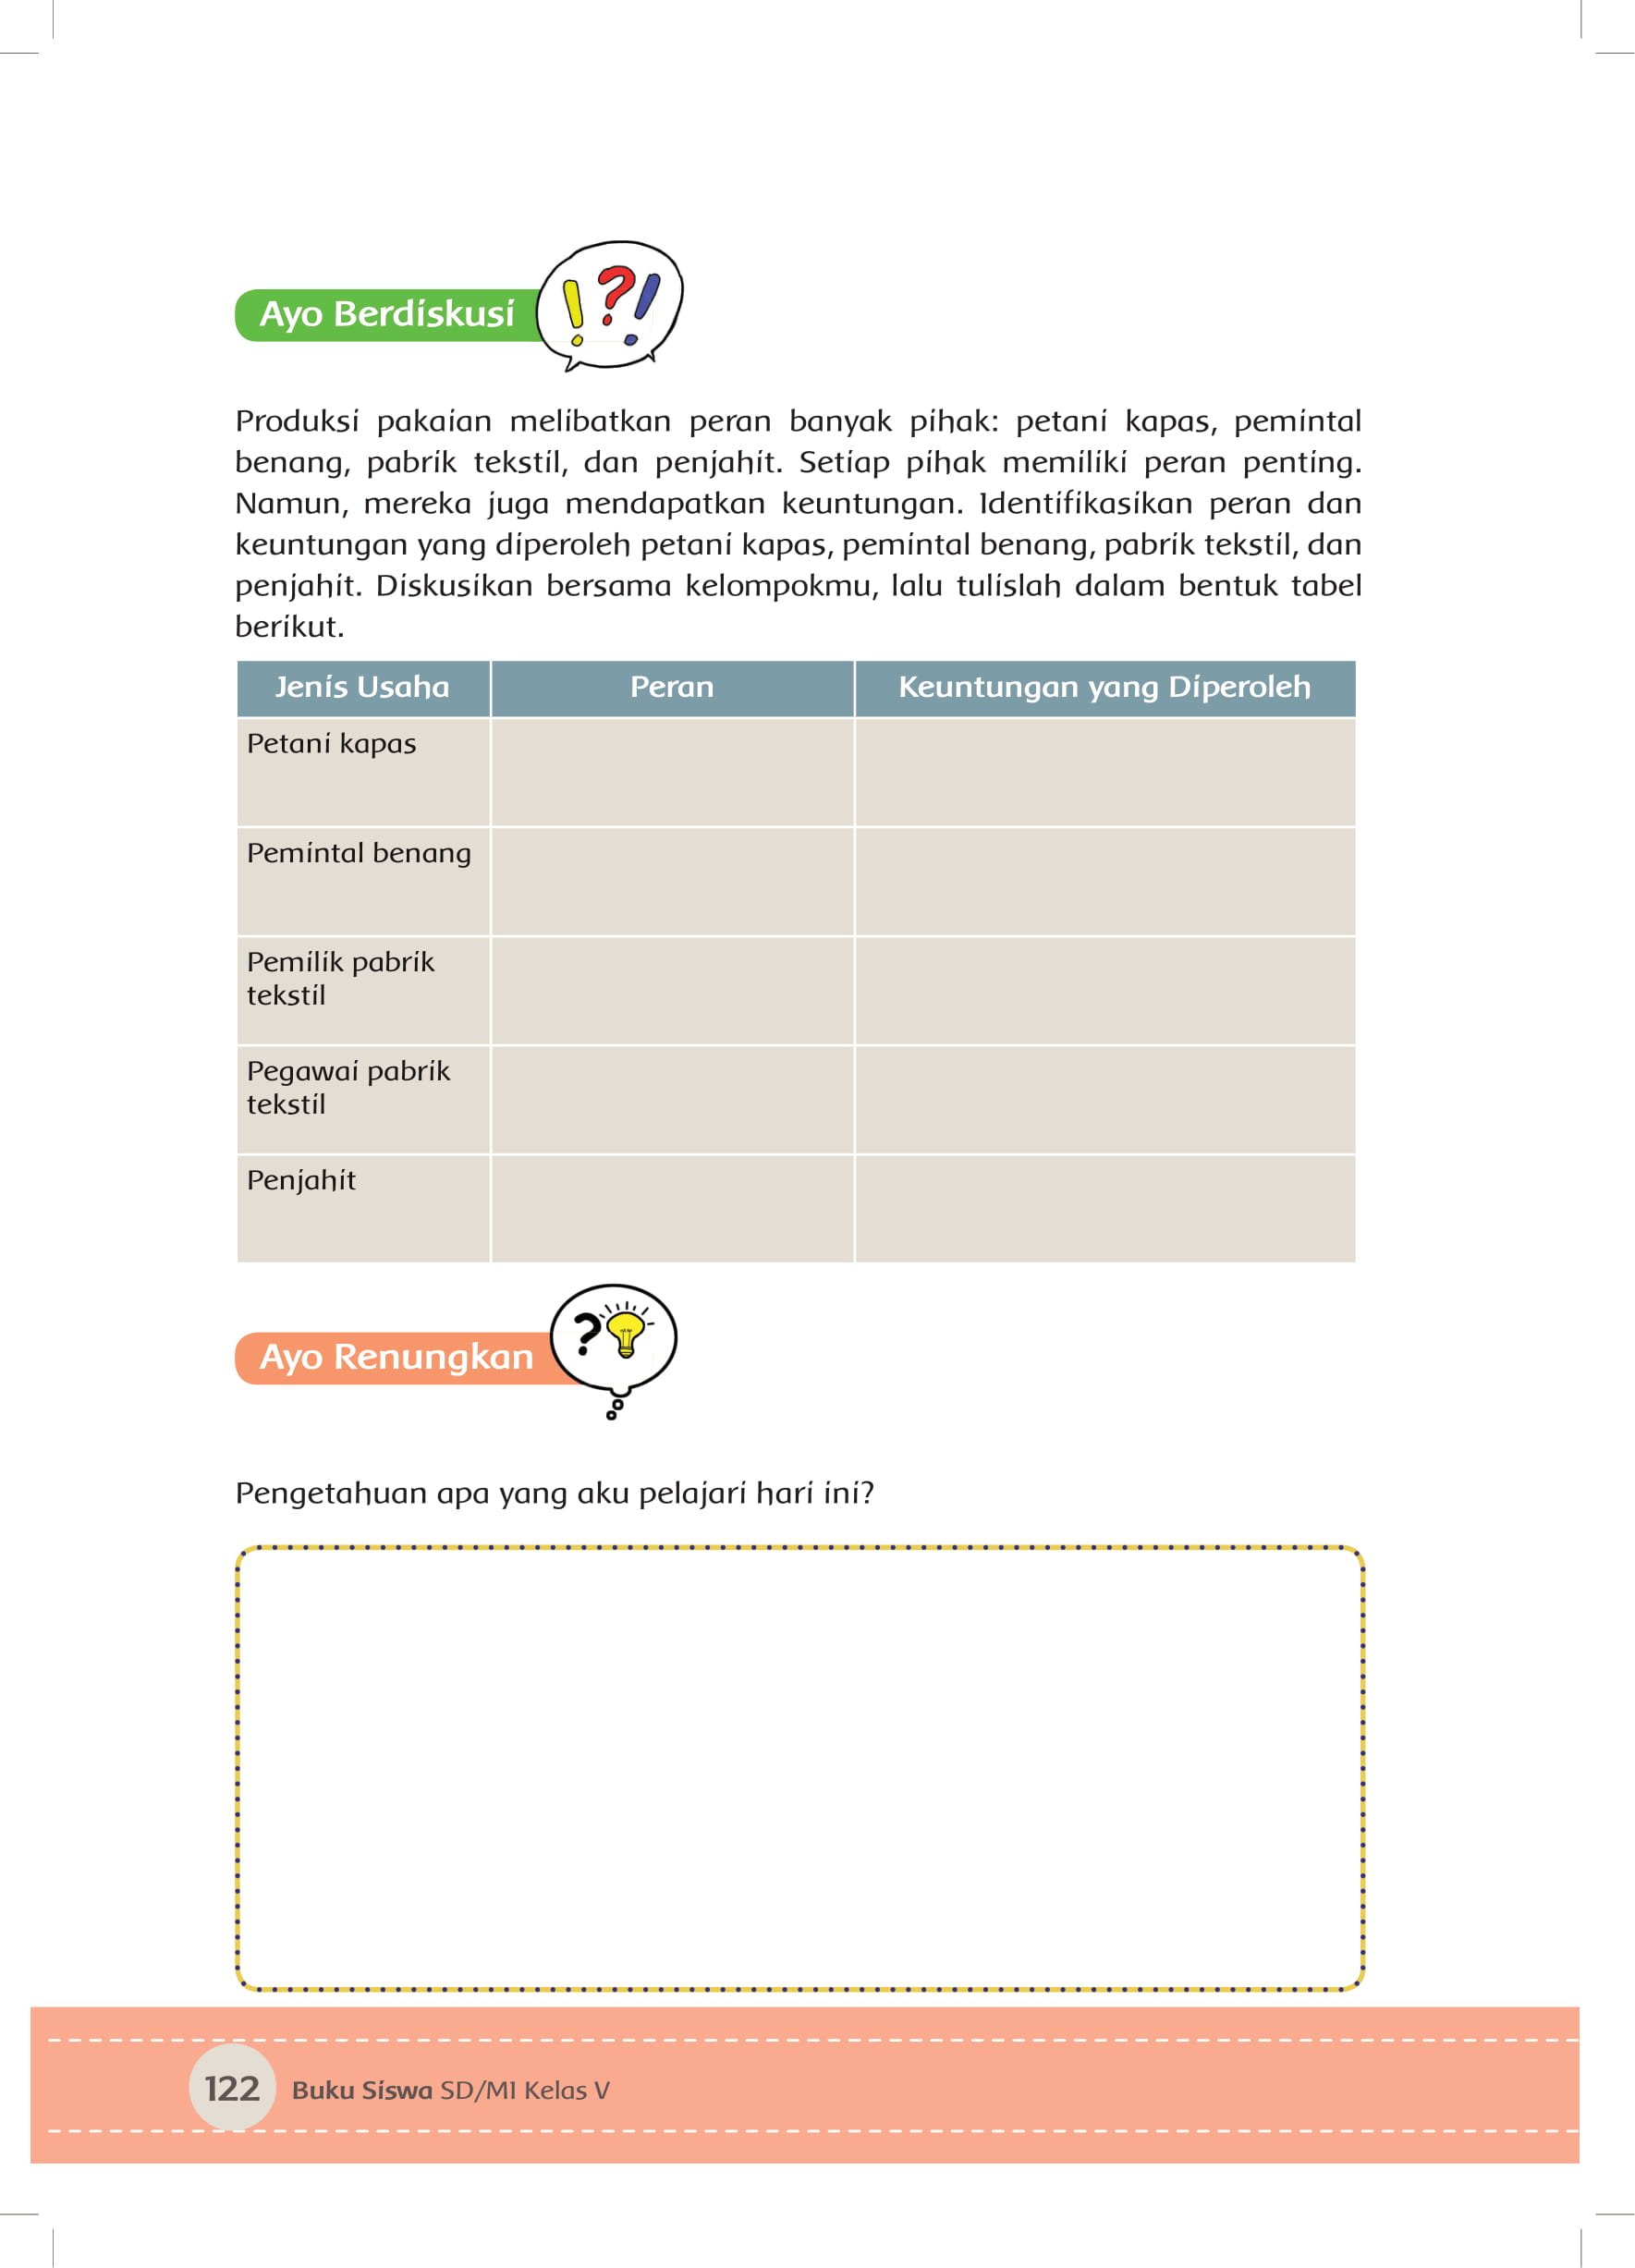 Ayo Berdiskusi
Produksi pakaian melibatkan peran banyak pihak: petani kapas, pemintal
benang, pabrik tekstil, dan penjahit. Setiap pihak memiliki peran penting.
Namun, mereka juga mendapatkan keuntungan. Identifikasikan peran dan
keuntungan yang diperoleh petani kapas, pemintal benang, pabrik tekstil, dan
penjahit. Diskusikan bersama kelompokmu, lalu tulislah dalam bentuk tabel
berikut.
Jenis Usaha Peran Keuntungan yang Diperoleh
Petani kapas
Pemintal benang
Pemilik pabrik
tekstil
Pegawai pabrik
tekstil
Penjahit
Ayo Renungkan
Pengetahuan apa yang aku pelajari hari ini?
122 Buku Siswa SD/MI Kelas V